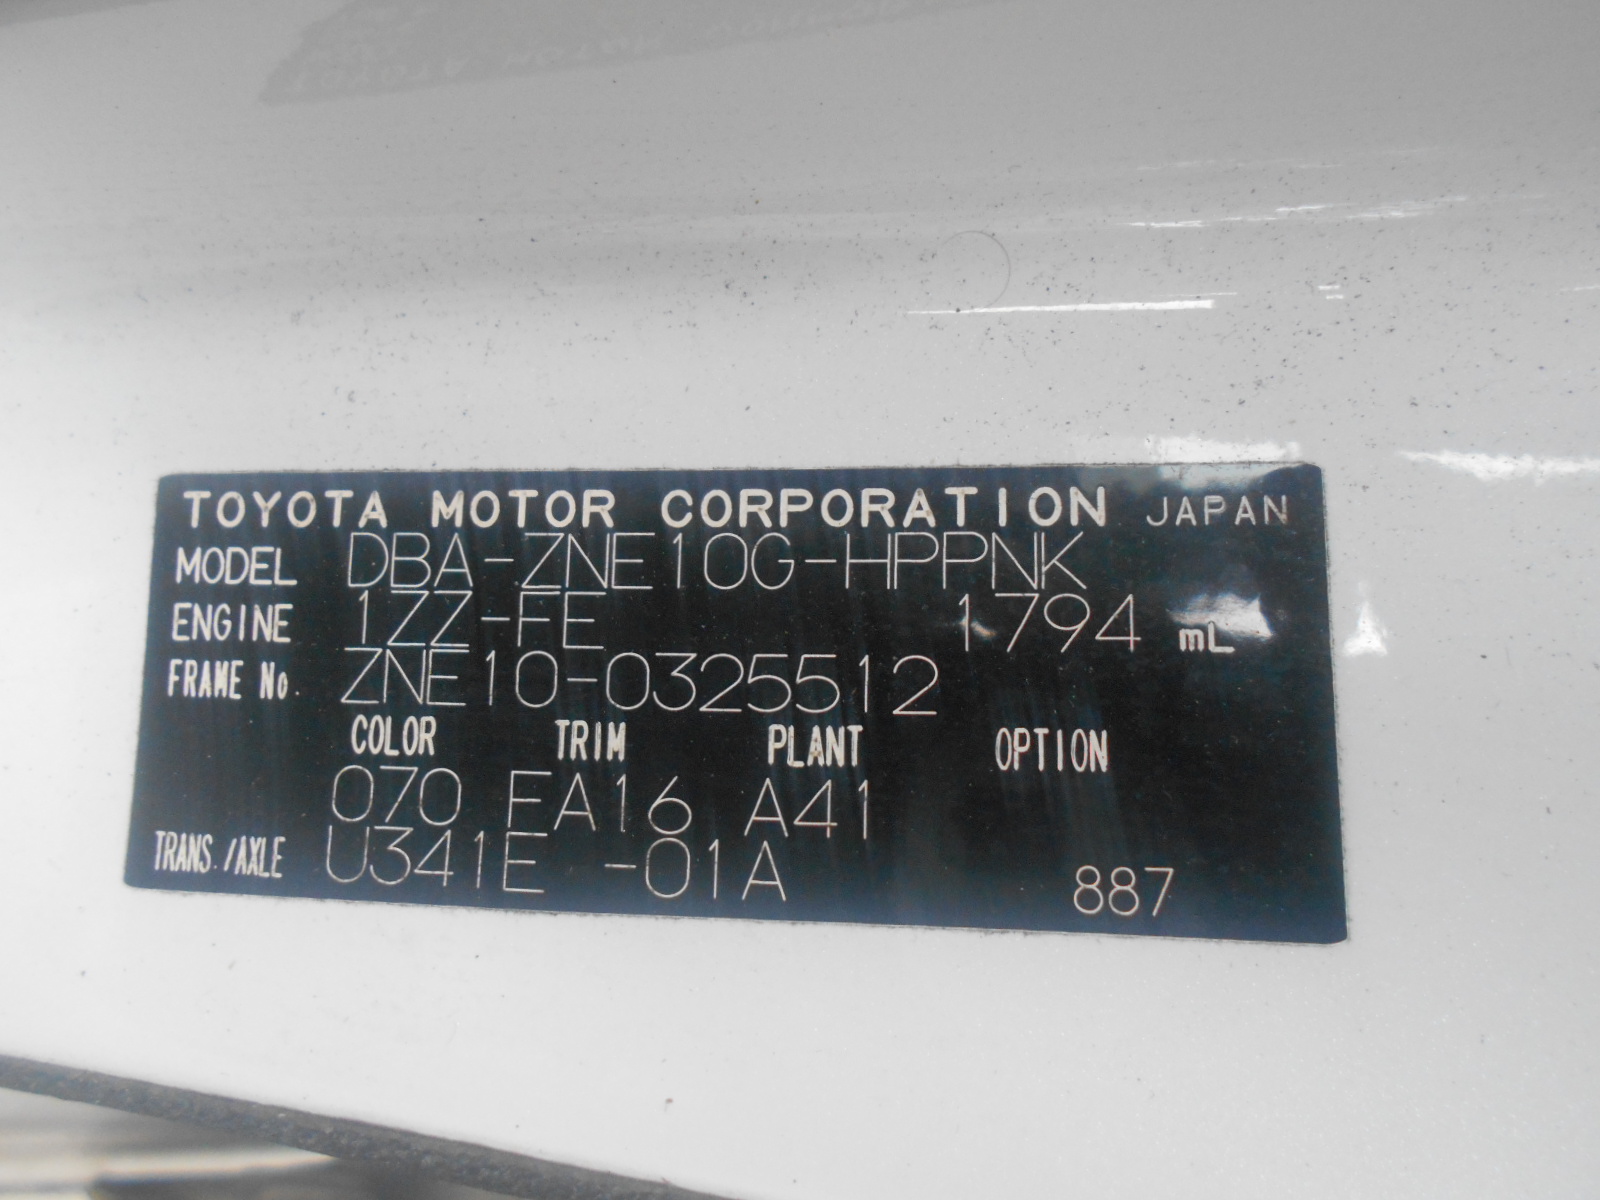 TOYOTA MOTOR CORPORATION JAPAN
MODEL DBA-ZNE10G-HPPNK
ENGINE 1ZZ-FE 1794 mL
FRAME No. ZNE10-0325512
COLOR TRIM PLANT OPTION
070 EA16 A41
TRANS./AXLE U341E -01A 887